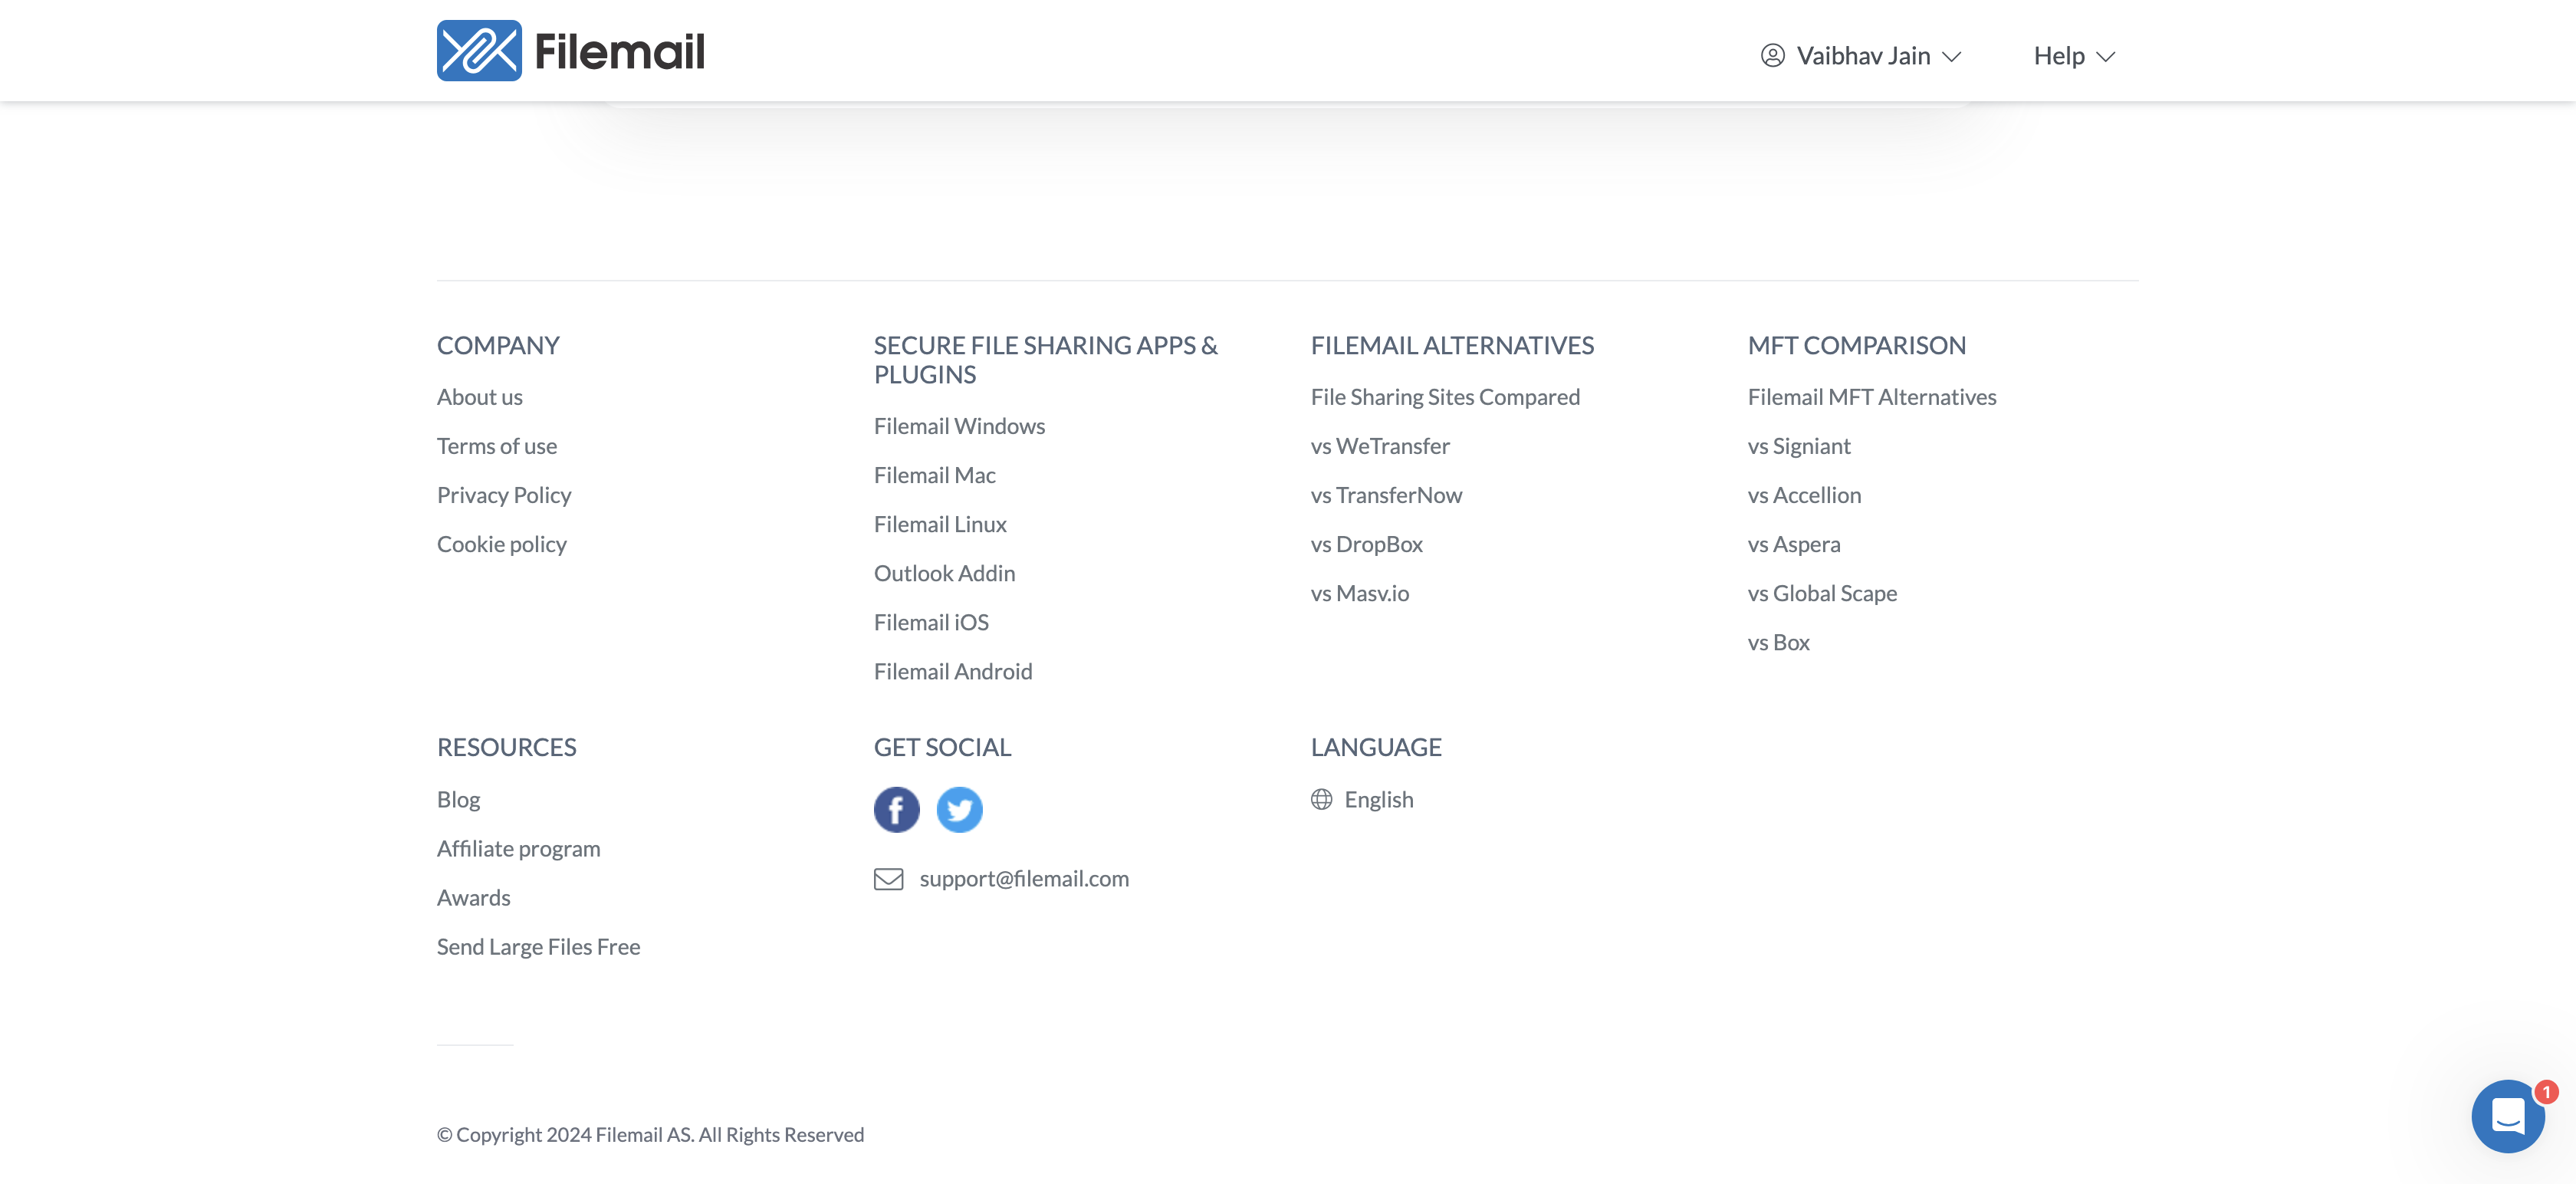 Filemail
Vaibhav Jain
Help
COMPANY
About us
Terms of use
Privacy Policy
Cookie policy
SECURE FILE SHARING APPS &
PLUGINS
Filemail Windows
Filemail Mac
Filemail Linux
Outlook Addin
Filemail iOS
Filemail Android
FILEMAIL ALTERNATIVES
File Sharing Sites Compared
vs WeTransfer
vs TransferNow
vs DropBox
vs Masv.io
MFT COMPARISON
Filemail MFT Alternatives
vs Signiant
vs Accellion
vs Aspera
vs Global Scape
vs Box
RESOURCES
Blog
Affiliate program
Awards
Send Large Files Free
GET SOCIAL
support@filemail.com
LANGUAGE
English
© Copyright 2024 Filemail AS. All Rights Reserved
1